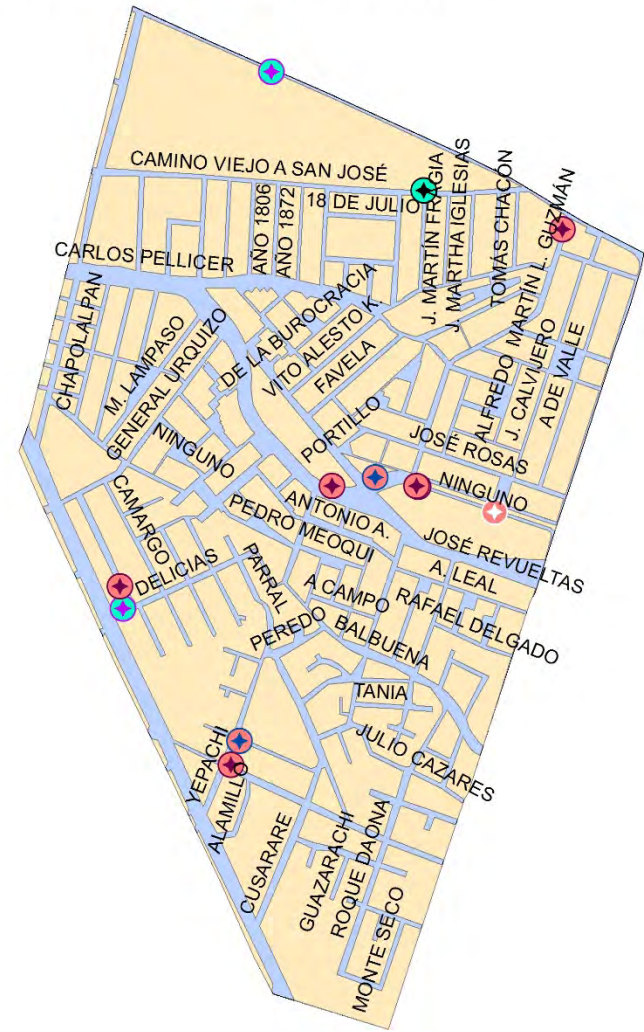 CAMINO VIEJO A SAN JOSÉ
AÑO 1806
AÑO 1872
18 DE JULIO
J. MARTÍN FRAGIA
J. MARTHA IGLESIAS
TOMÁS CHACON
MARTÍN L. GUZMÁN
CARLOS PELLICER
CHAPOLALPAN
M. LAMPASO
GENERAL URQUIZO
DE LA BUROCRACIA
VITO ALESTO K.
FAVELA
ALFREDO
J. CALVIJERO
A DE VALLE
PORTILLO
JOSÉ ROSAS
NINGUNO
NINGUNO
CAMARGO
ANTONIO A.
PEDRO MEOQUI
JOSÉ REVUELTAS
DELICIAS
PARRAL
A CAMPO
A. LEAL
RAFAEL DELGADO
PEREDO
BALBUENA
TANIA
JULIO CAZARES
YEPACHI
ALAMILLO
CUSARARE
GUAZARACHI
ROQUE DAONA
MONTE SECO